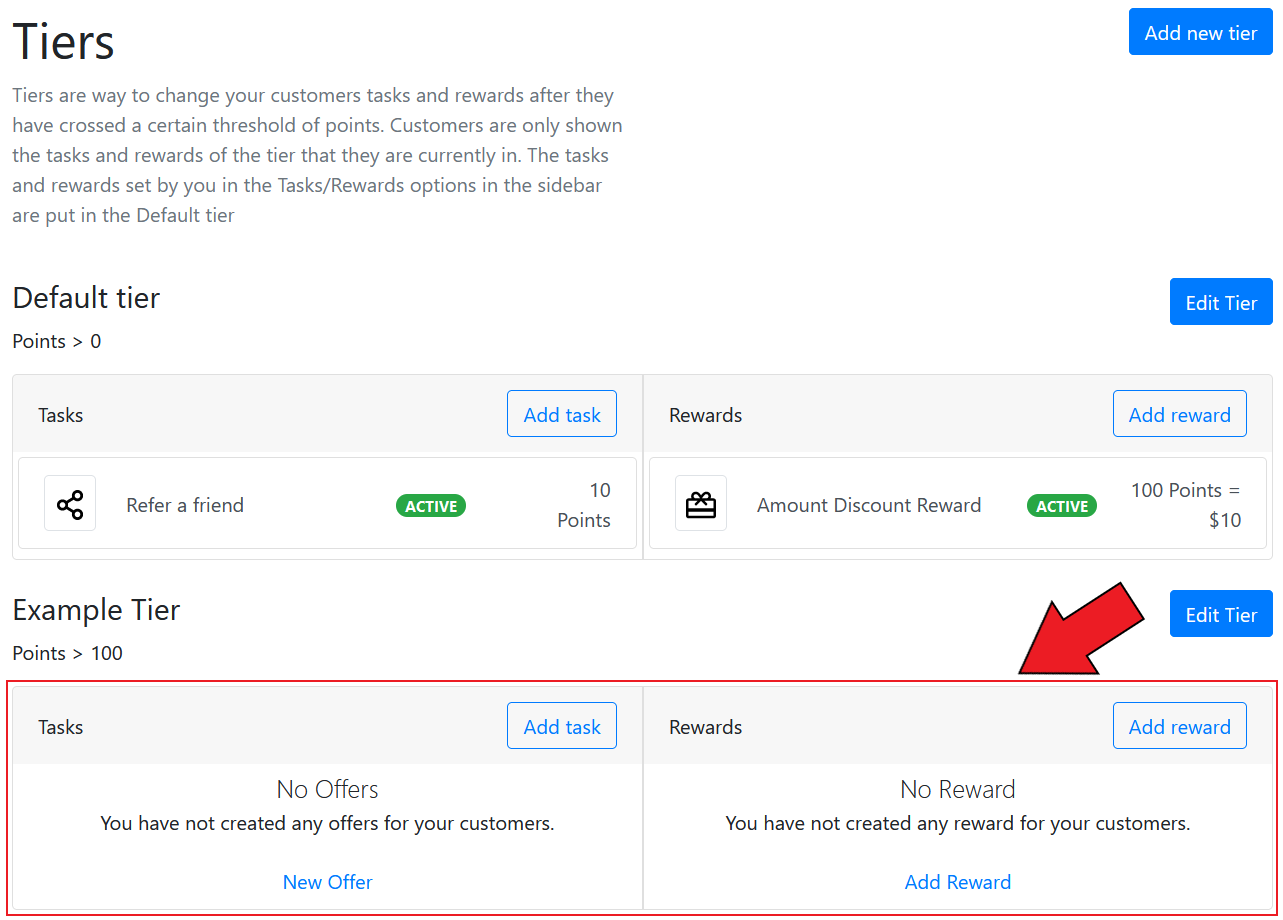 Tiers
Add new tier
Tiers are way to change your customers tasks and rewards after they
have crossed a certain threshold of points. Customers are only shown
the tasks and rewards of the tier that they are currently in. The tasks
and rewards set by you in the Tasks/Rewards options in the sidebar
are put in the Default tier
Default tier
Edit Tier
Points > 0
Tasks
Add task
Refer a friend
ACTIVE
10
Points
Rewards
Add reward
Amount Discount Reward
ACTIVE
100 Points =
$10
Example Tier
Edit Tier
Points > 100
Tasks
Add task
No Offers
You have not created any offers for your customers.
New Offer
Rewards
Add reward
No Reward
You have not created any reward for your customers.
Add Reward